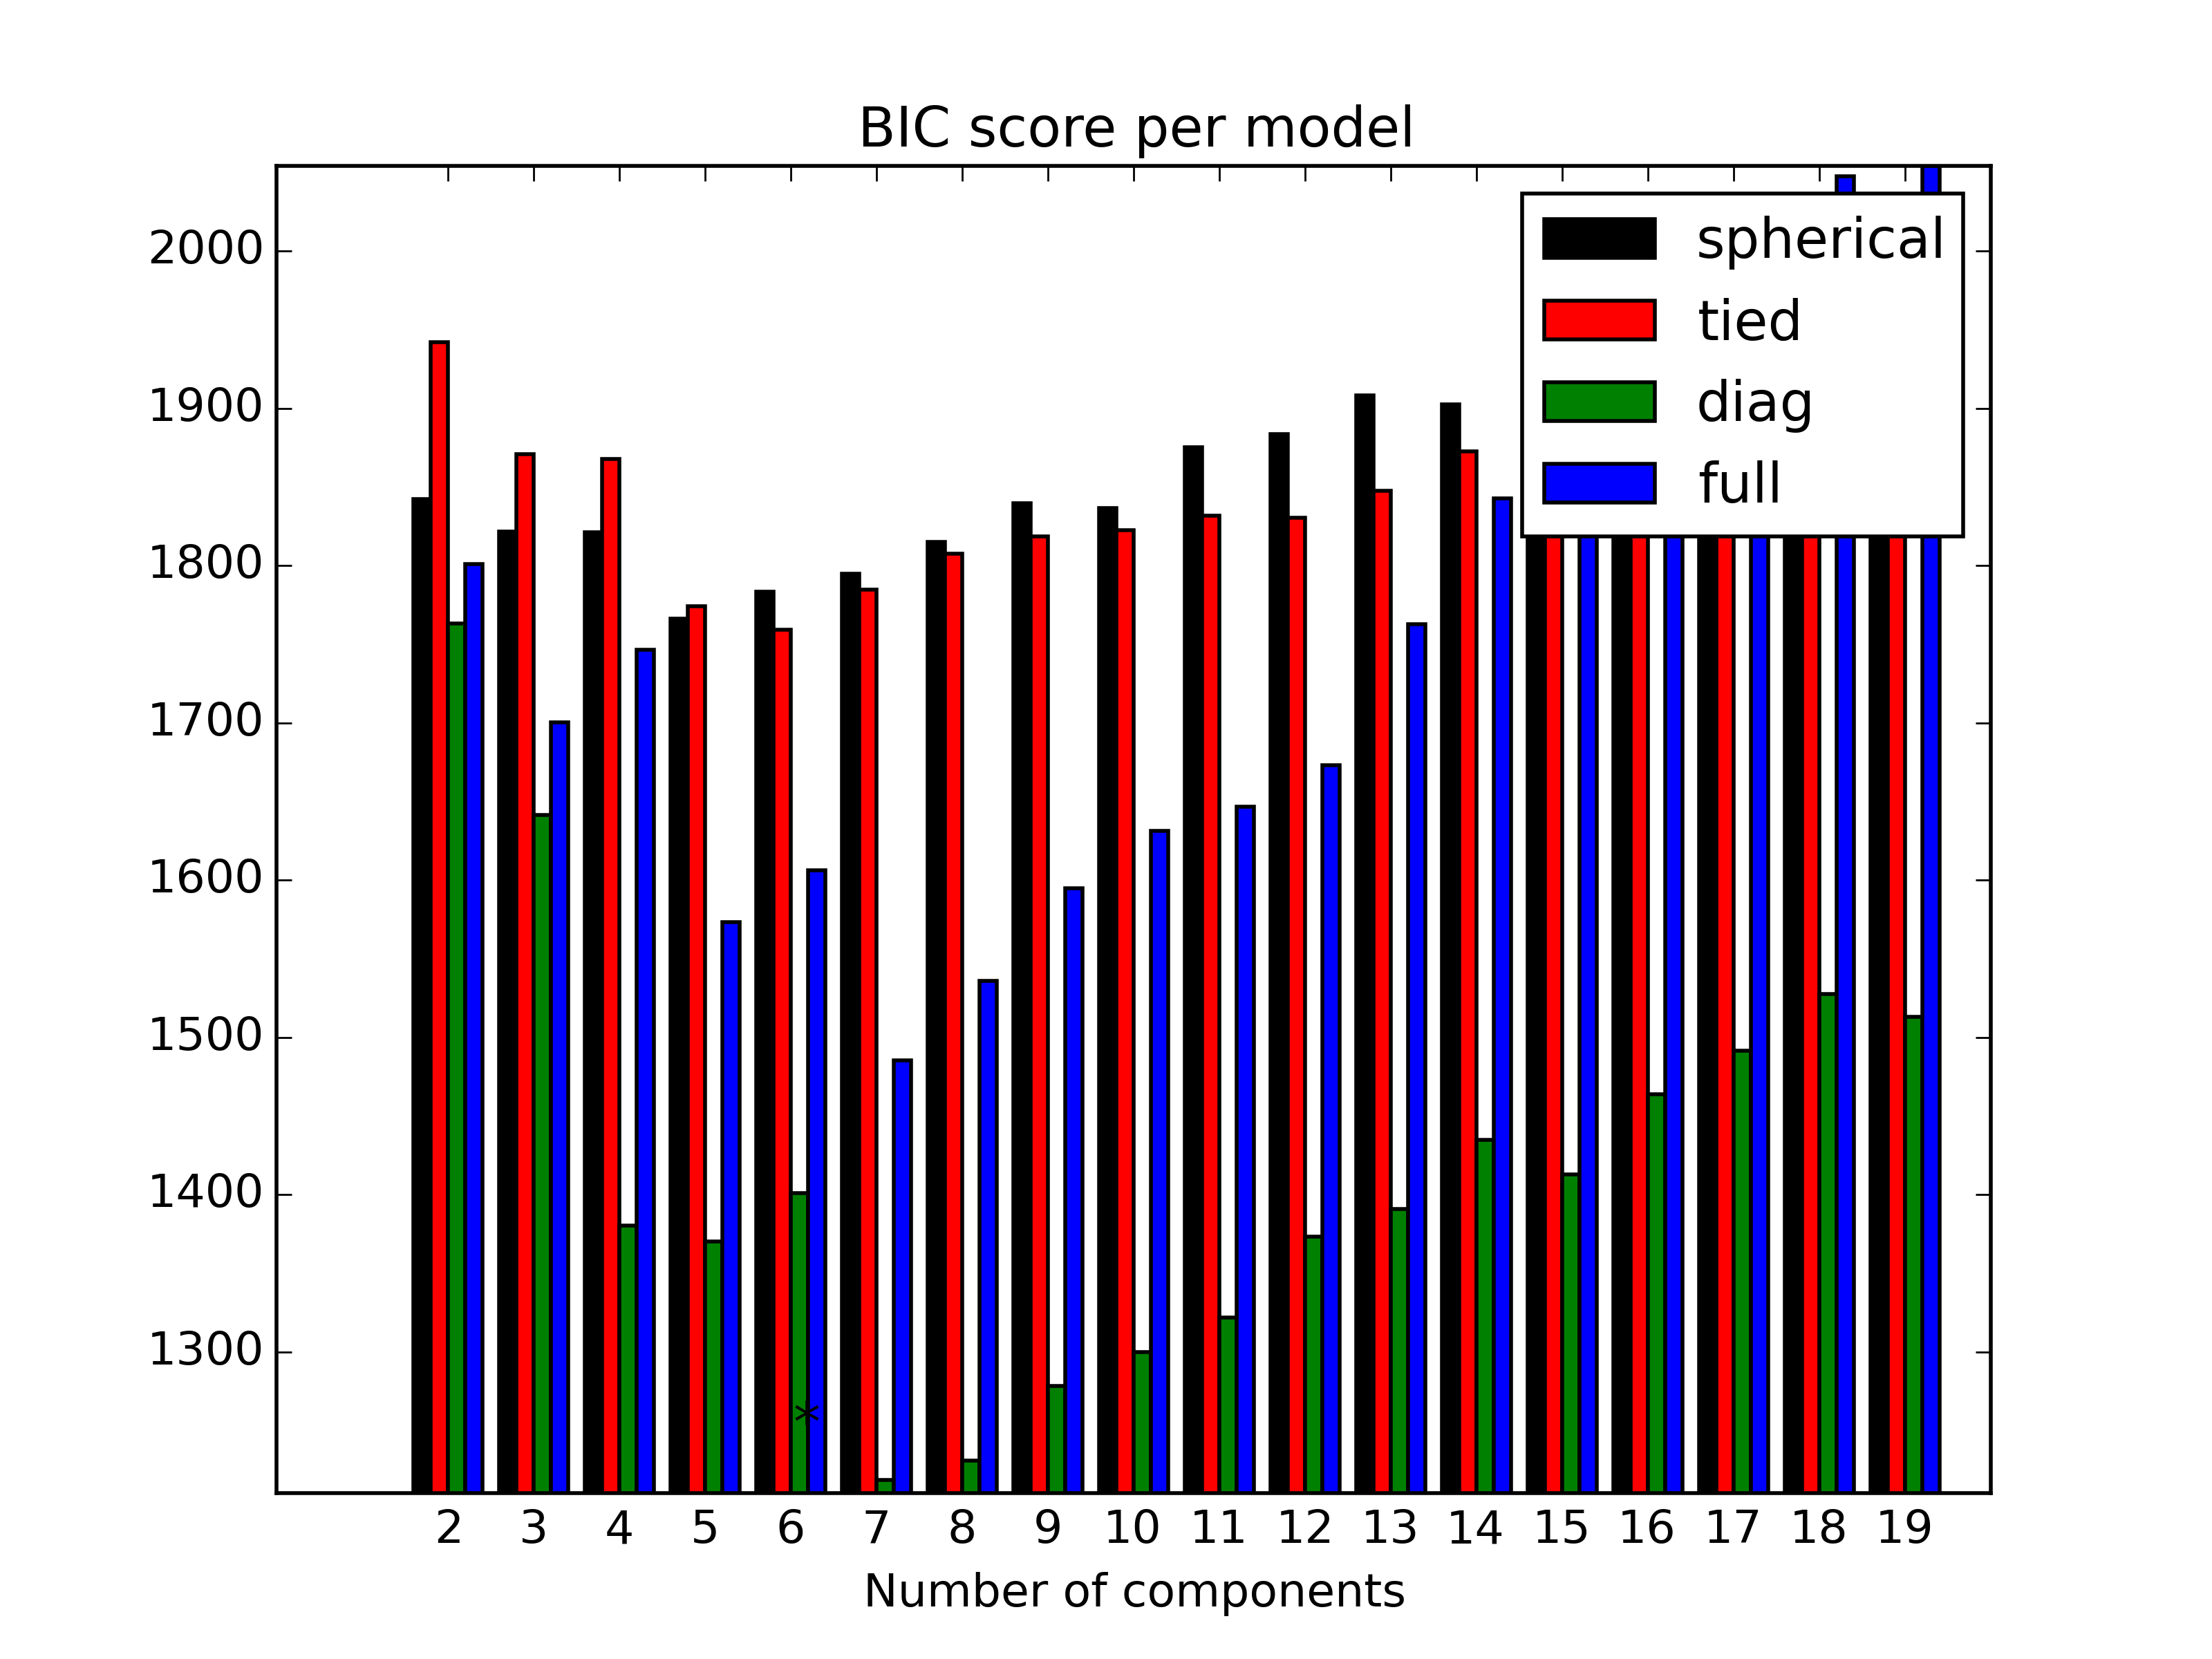 BIC score per model
2000
1900
1800
1700
1600
1500
1400
1300
spherical
tied
diag
full
*
2 3 4 5 6 7 8 9 10 11 12 13 14 15 16 17 18 19
Number of components